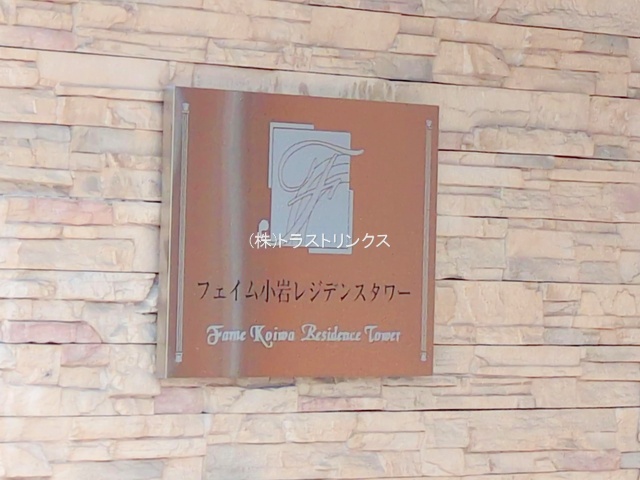 (株)トラストリンクス
フェイム小岩レジデンスタワー
Fame Koiwa Residence Tower